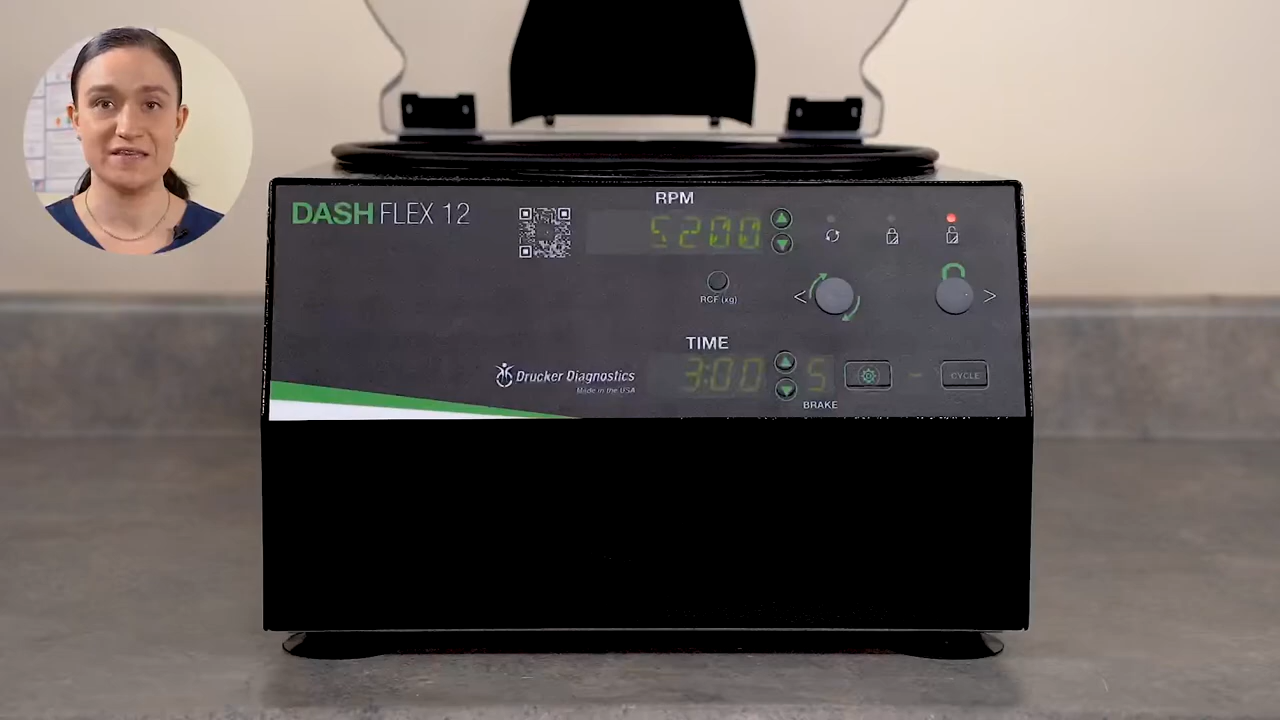 RPM
DASH FLEX 12
5200
RCF (xg)
< >
TIME
3:00
5
Drucker Diagnostics
Made in the USA
CYCLE
BRAKE